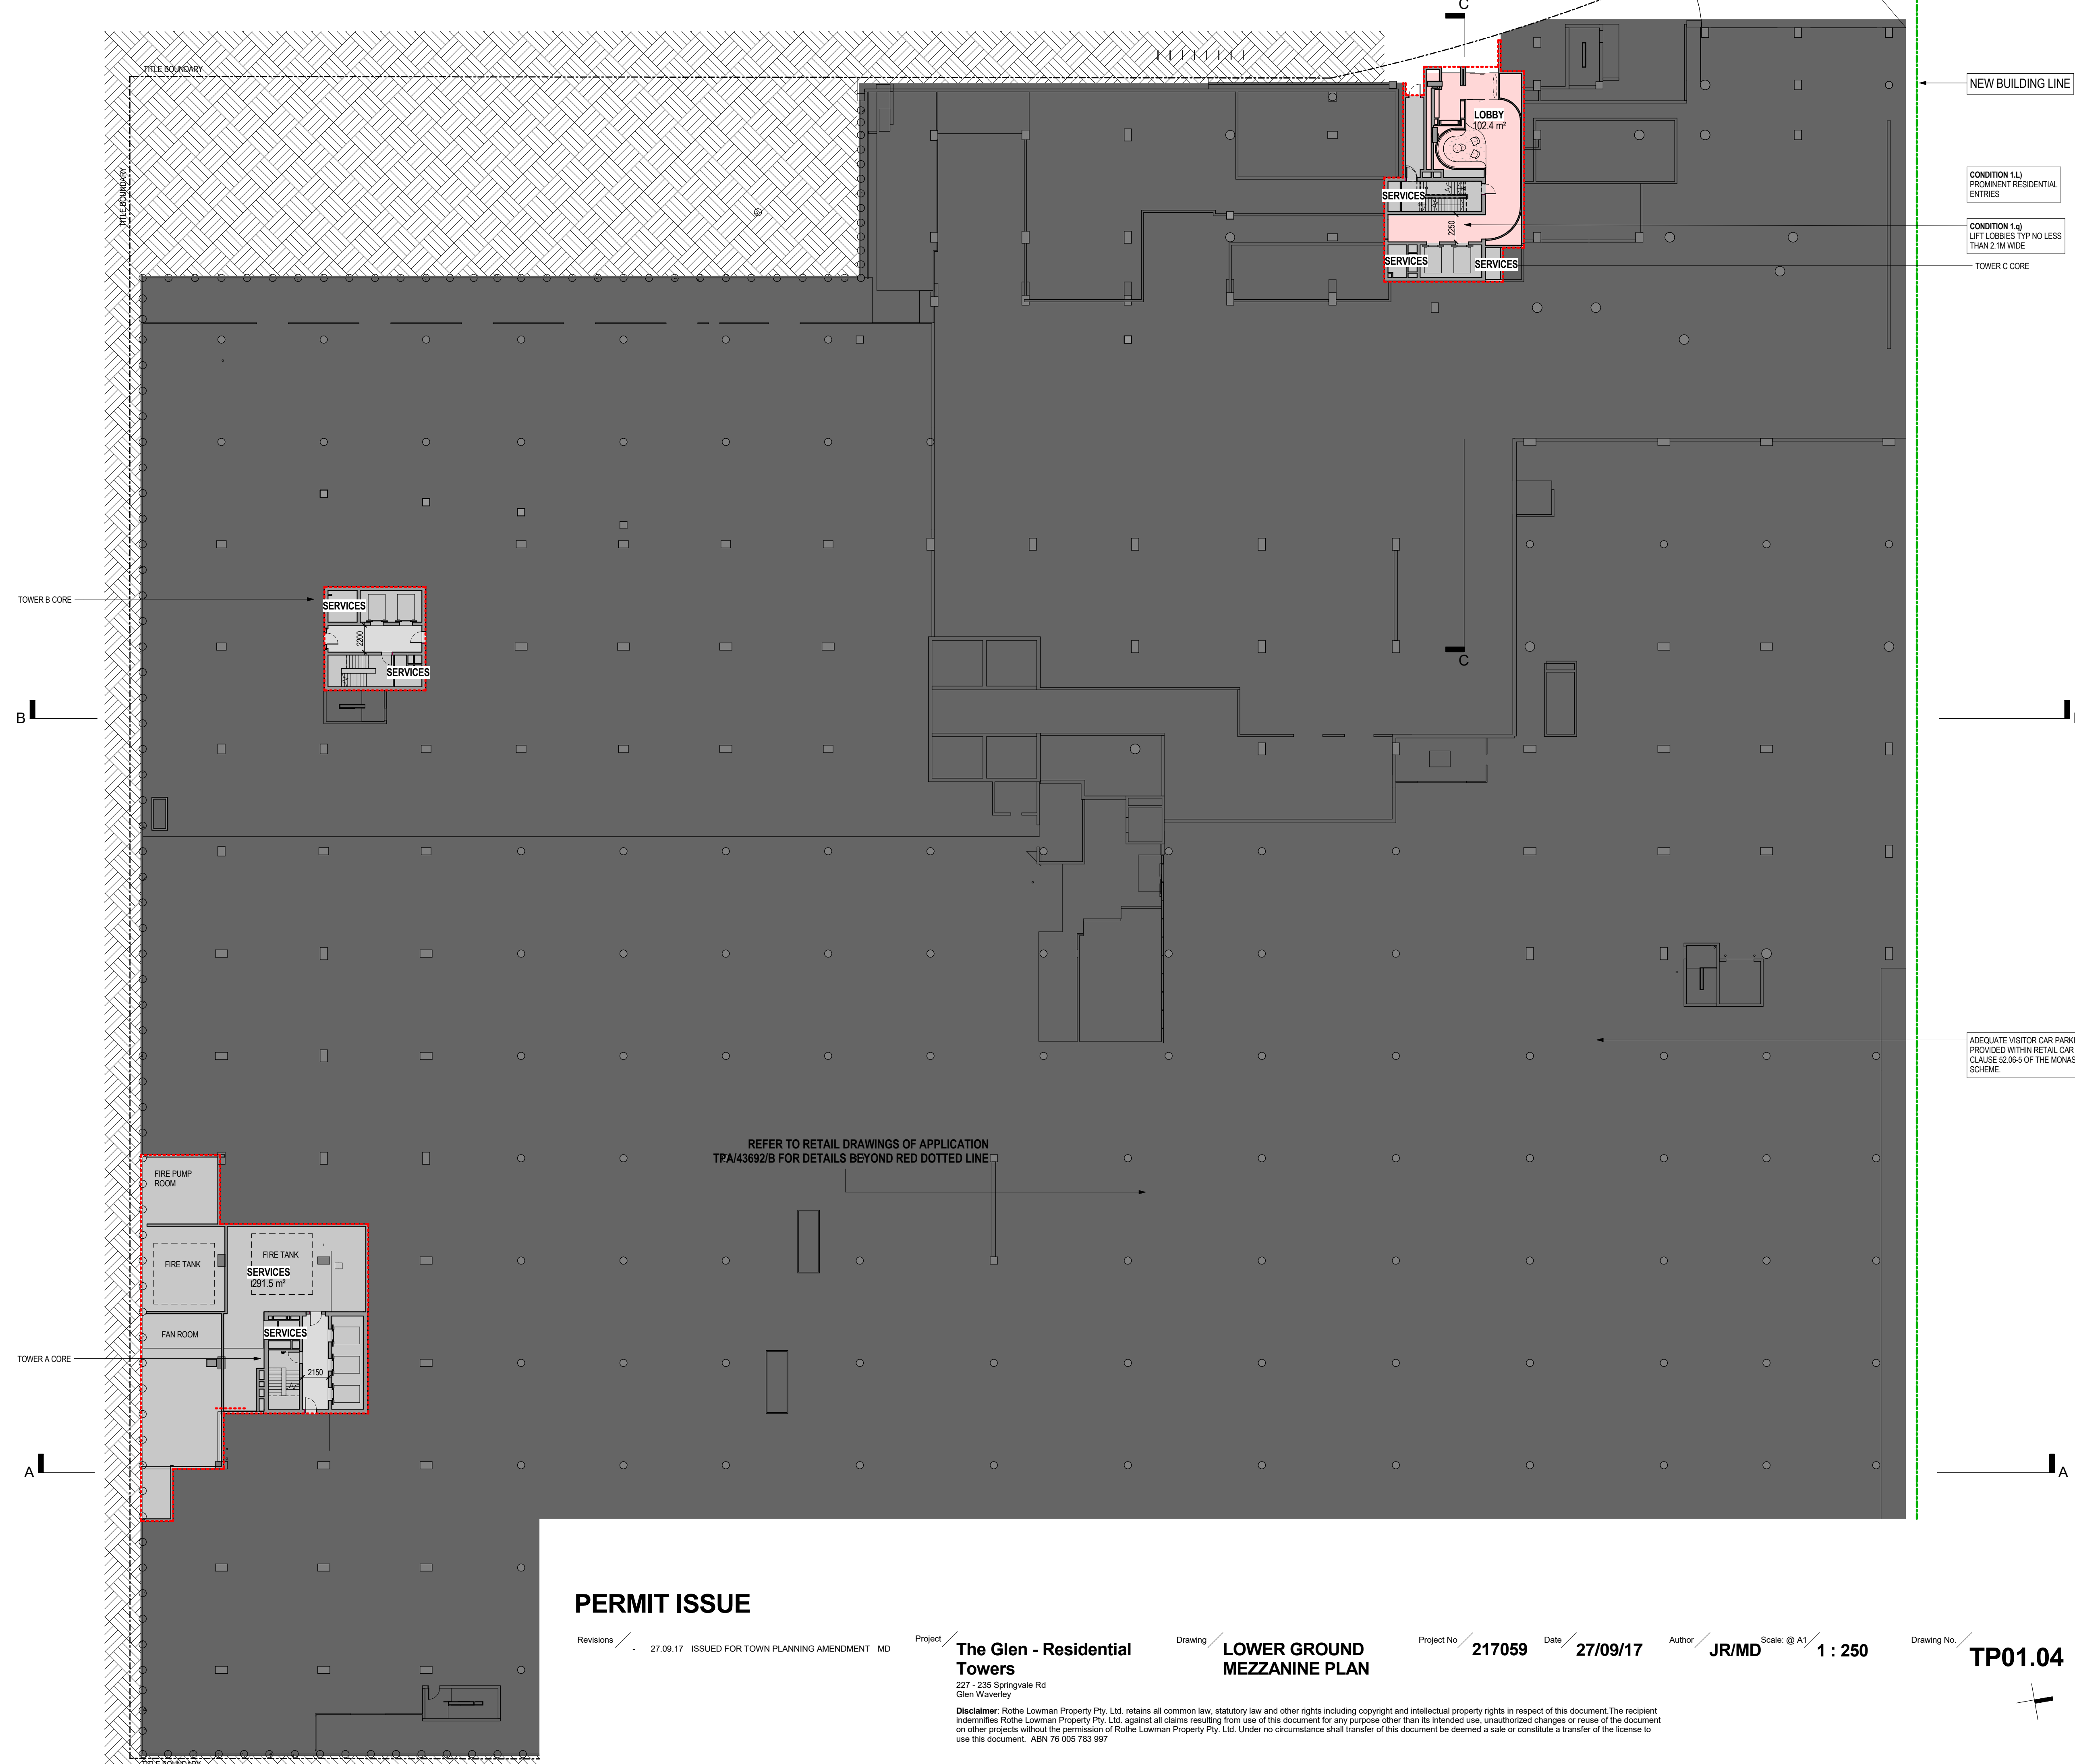 C
TITLE BOUNDARY
TITLE BOUNDARY
NEW BUILDING LINE
LOBBY
102.4 m²
CONDITION 1.L)
PROMINENT RESIDENTIAL
ENTRIES
SERVICES
2250
CONDITION 1.q)
LIFT LOBBIES TYP NO LESS
THAN 2.1M WIDE
SERVICES
SERVICES
TOWER C CORE
TOWER B CORE
SERVICES
2200
SERVICES
C
B
ADEQUATE VISITOR CAR
PROVIDED WITHIN RETAIL CAR
CLAUSE 52.06-5 OF THE
SCHEME.
REFER TO RETAIL DRAWINGS OF APPLICATION
TPA/43692/B FOR DETAILS BEYOND RED DOTTED LINE
FIRE PUMP
ROOM
FIRE TANK
FIRE TANK
SERVICES
291.5 m²
FAN ROOM
SERVICES
TOWER A CORE
2150
A
A
PERMIT ISSUE
Revisions
- 27.09.17 ISSUED FOR TOWN PLANNING AMENDMENT MD
Project
The Glen - Residential
Towers
227 - 235 Springvale Rd
Glen Waverley
Drawing
LOWER GROUND
MEZZANINE PLAN
Project No
217059
Date
27/09/17
Author
JR/MD
Scale: @ A1
1 : 250
Drawing No.
TP01.04
Disclaimer: Rothe Lowman Property Pty. Ltd. retains all common law, statutory law and other rights including copyright and intellectual property rights in respect of this document.The recipient
indemnifies Rothe Lowman Property Pty. Ltd. against all claims resulting from use of this document for any purpose other than its intended use, unauthorized changes or reuse of the document
on other projects without the permission of Rothe Lowman Property Pty. Ltd. Under no circumstance shall transfer of this document be deemed a sale or constitute a transfer of the license to
use this document. ABN 76 005 783 997